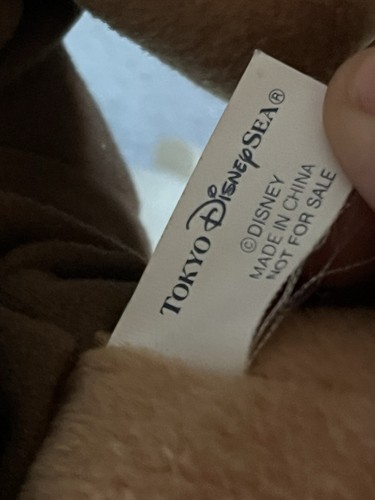 TOKYO DISNEYSEA®
©DISNEY
MADE IN CHINA
NOT FOR SALE